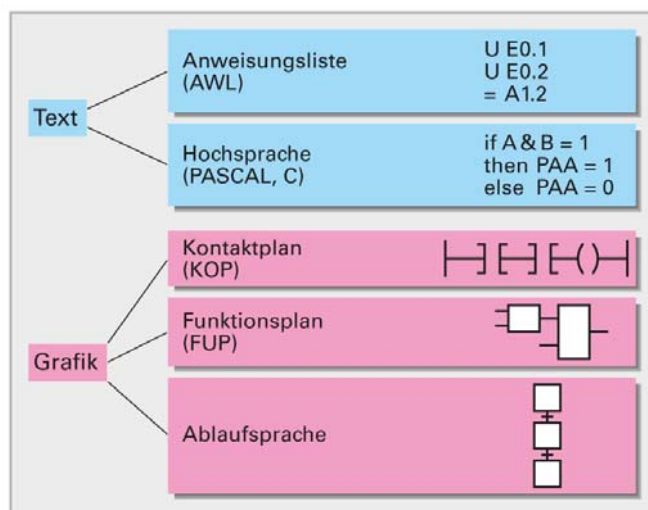 Text
Anweisungsliste
(AWL)
U E0.1
U E0.2
= A1.2
Hochsprache
(PASCAL, C)
if A & B = 1
then PAA = 1
else PAA = 0
Grafik
Kontaktplan
(KOP)
Funktionsplan
(FUP)
Ablaufsprache